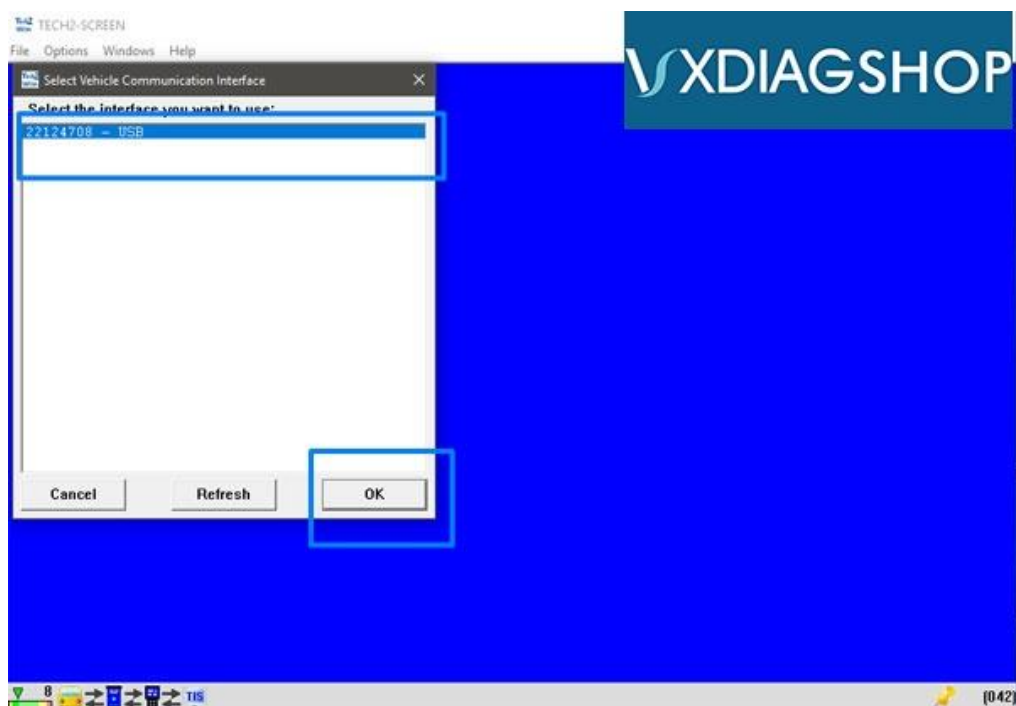 TECH2-SCREEN
File Options Windows Help
VXDIAGSHOP
Select Vehicle Communication Interface
Select the interface you want to use:
22124708 - USB
Cancel Refresh OK
8 TIS (042)